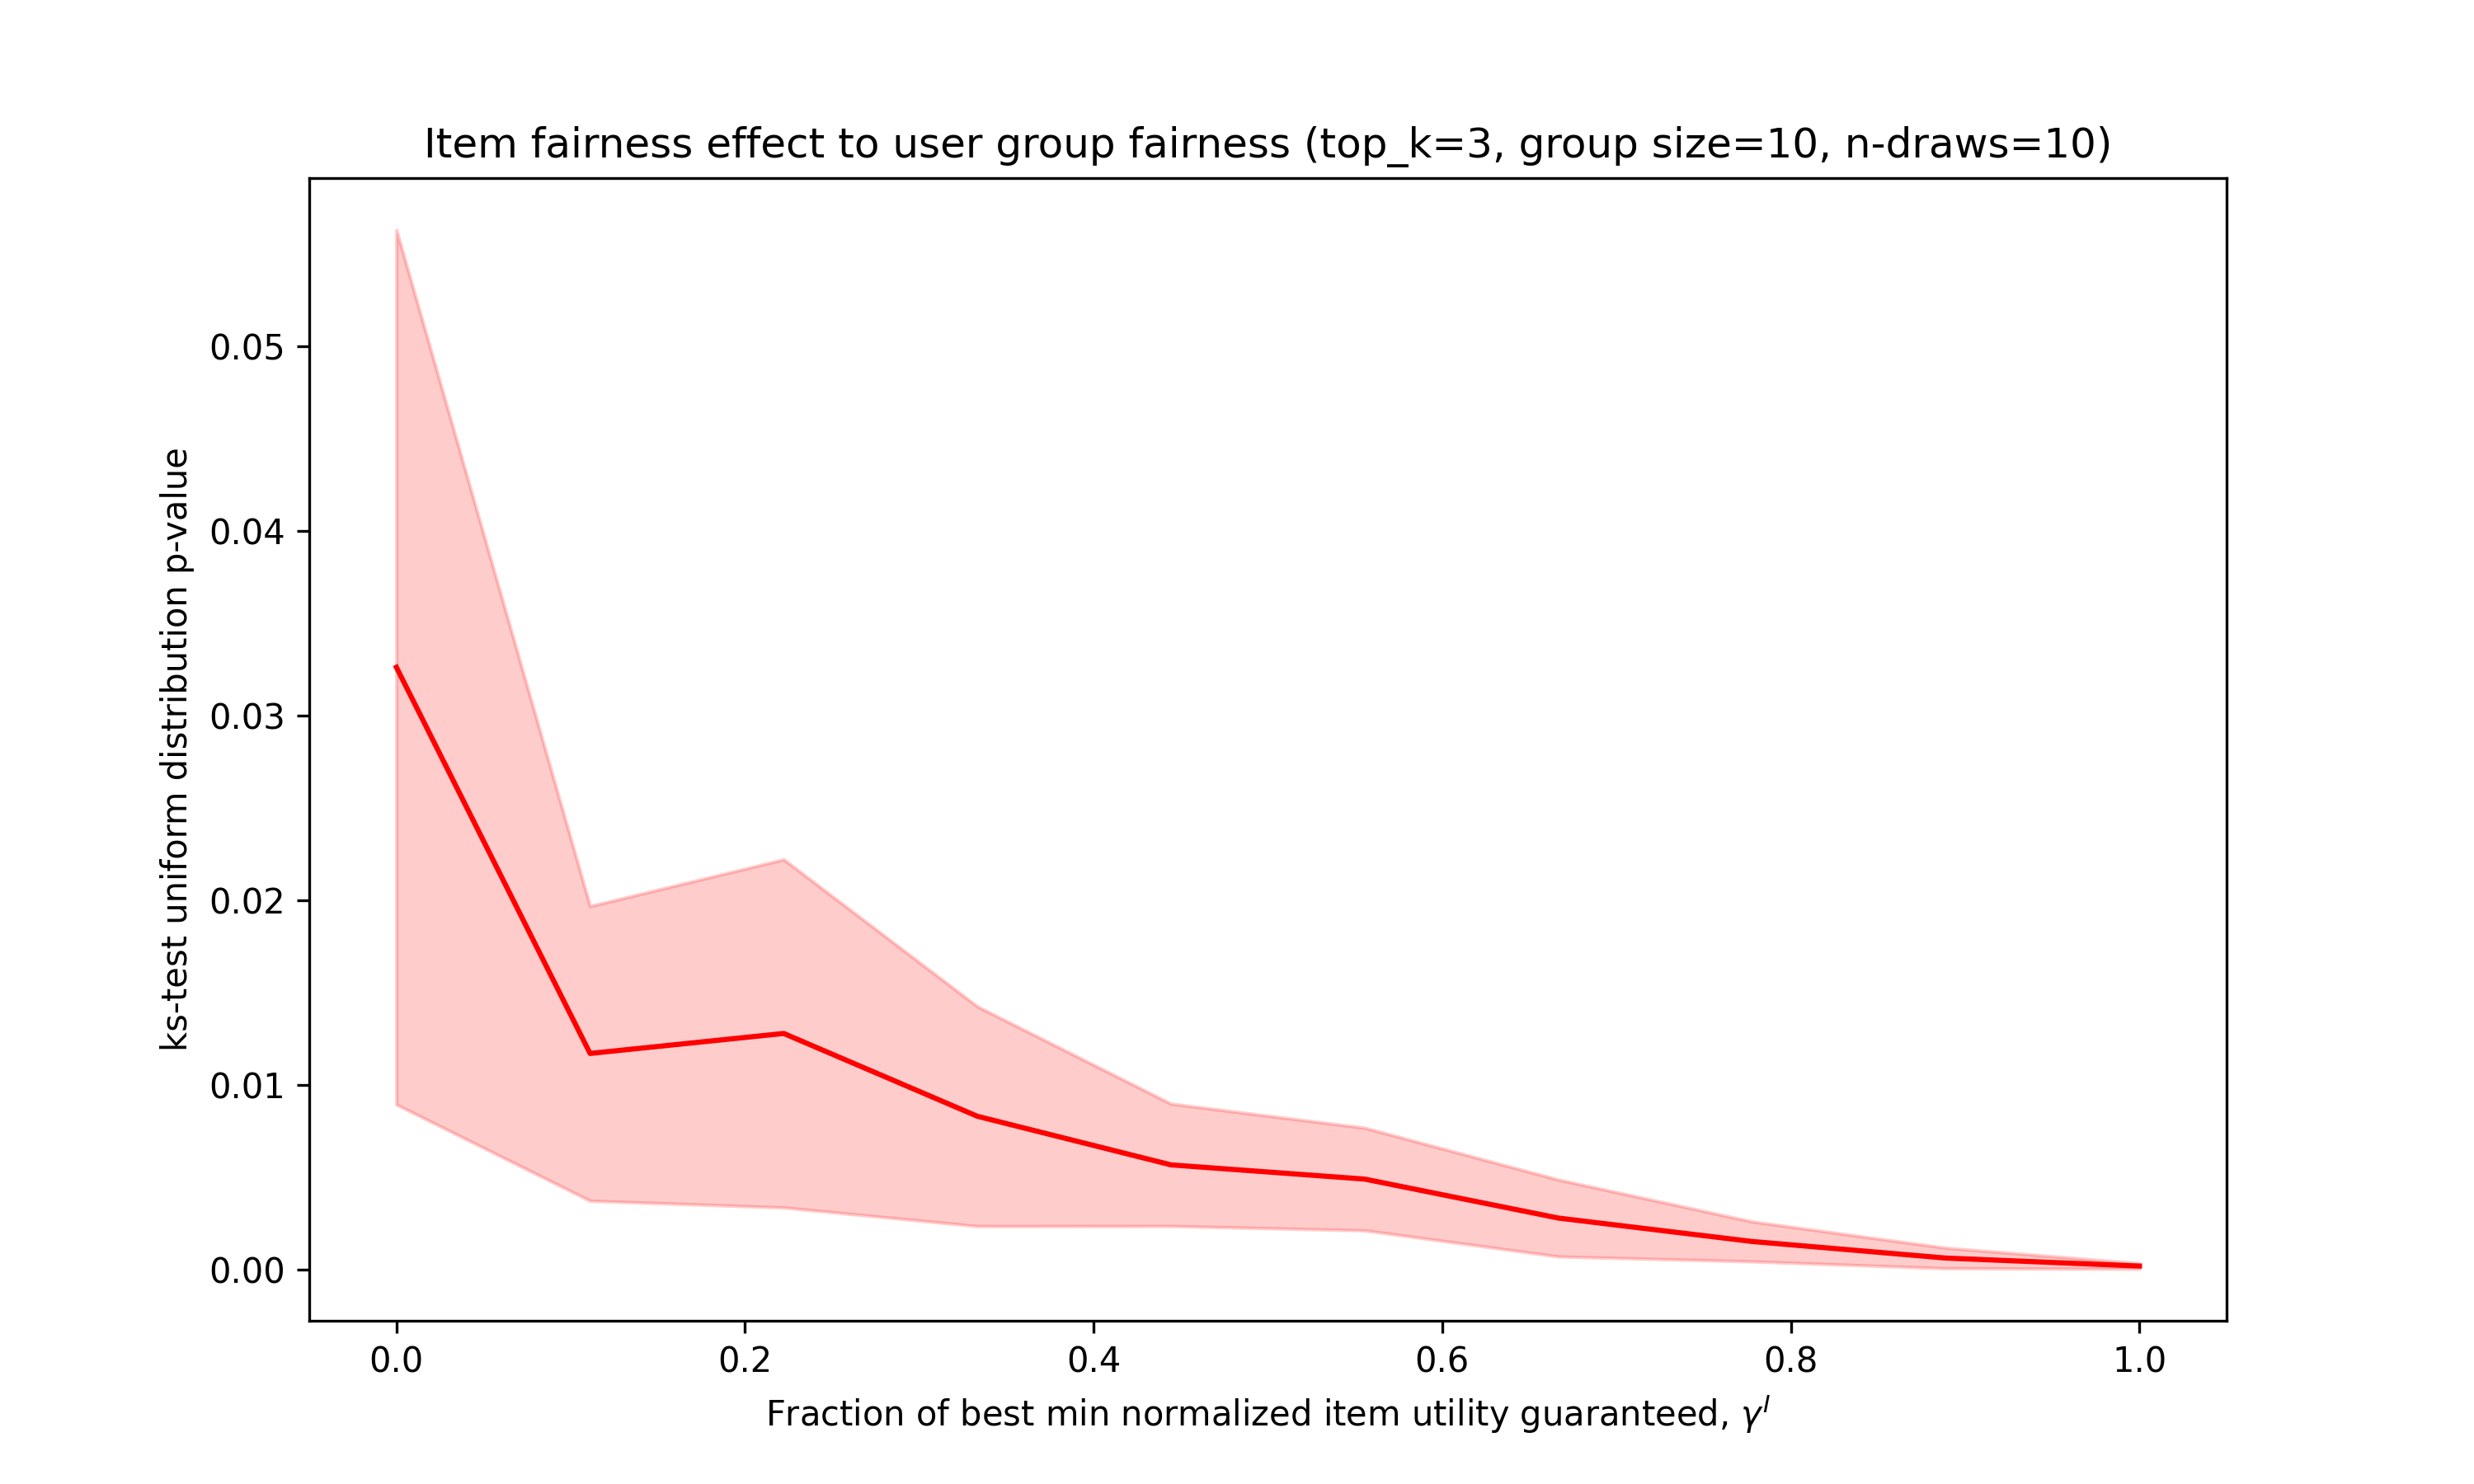 Item fairness effect to user group fairness (top_k=3, group size=10, n-draws=10)
ks-test uniform distribution p-value
0.05
0.04
0.03
0.02
0.01
0.00
0.0 0.2 0.4 0.6 0.8 1.0
Fraction of best min normalized item utility guaranteed, γᴵ